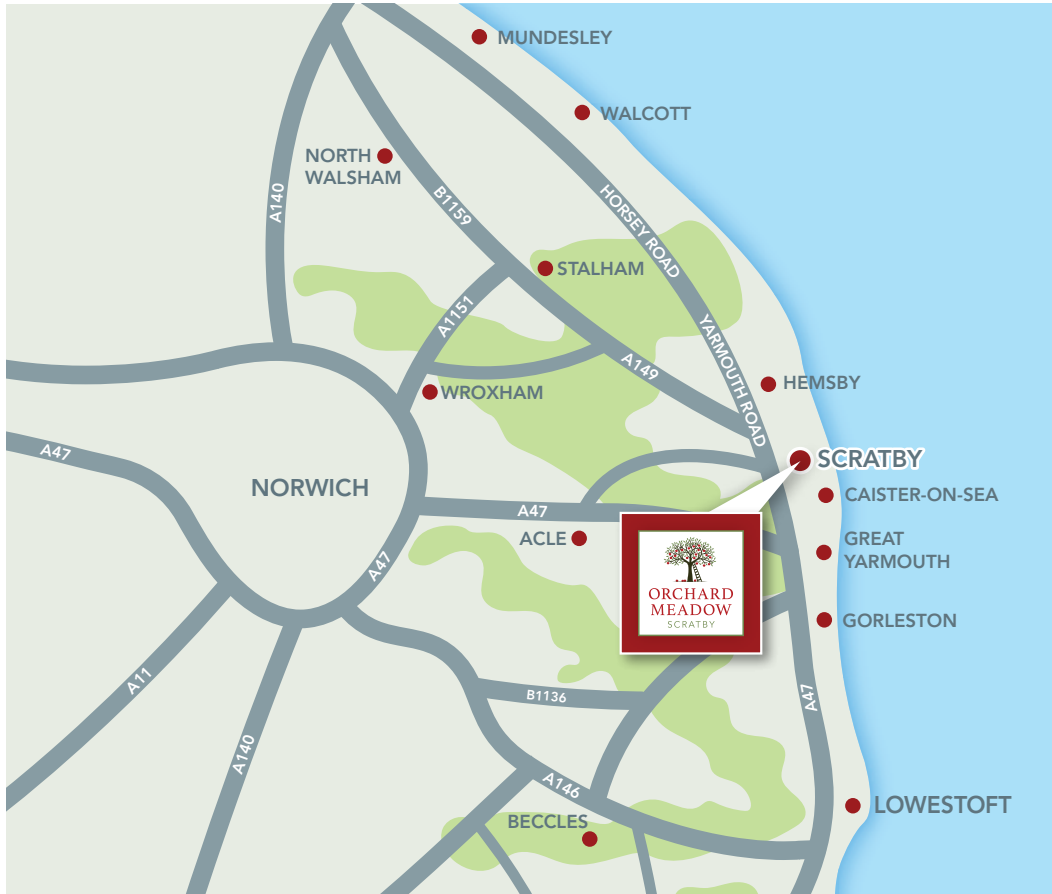 MUNDESLEY
WALCOTT
NORTH
WALSHAM
A140
B1159
HORSEY ROAD
STALHAM
A1151
YARMOUTH ROAD
A149
HEMSBY
WROXHAM
A47
SCRATBY
NORWICH
CAISTER-ON-SEA
A47
ACLE
GREAT
YARMOUTH
A47
ORCHARD
MEADOW
SCRATBY
GORLESTON
A11
B1136
A47
A140
A146
LOWESTOFT
BECCLES